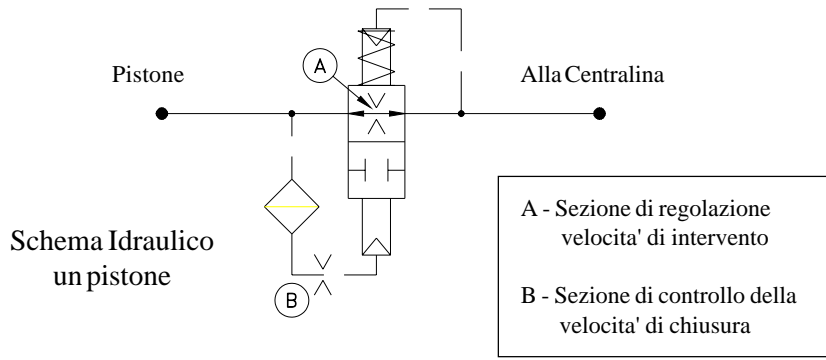 A
Pistone
Alla Centralina
A - Sezione di regolazione
velocita' di intervento
Schema Idraulico
un pistone
B
B - Sezione di controllo della
velocita' di chiusura